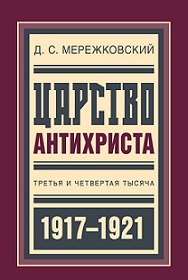 Д. С. МЕРЕЖКОВСКИЙ
ЦАРСТВО
АНТИХРИСТА
ТРЕТЬЯ И ЧЕТВЕРТАЯ ТЫСЯЧА
1917–1921